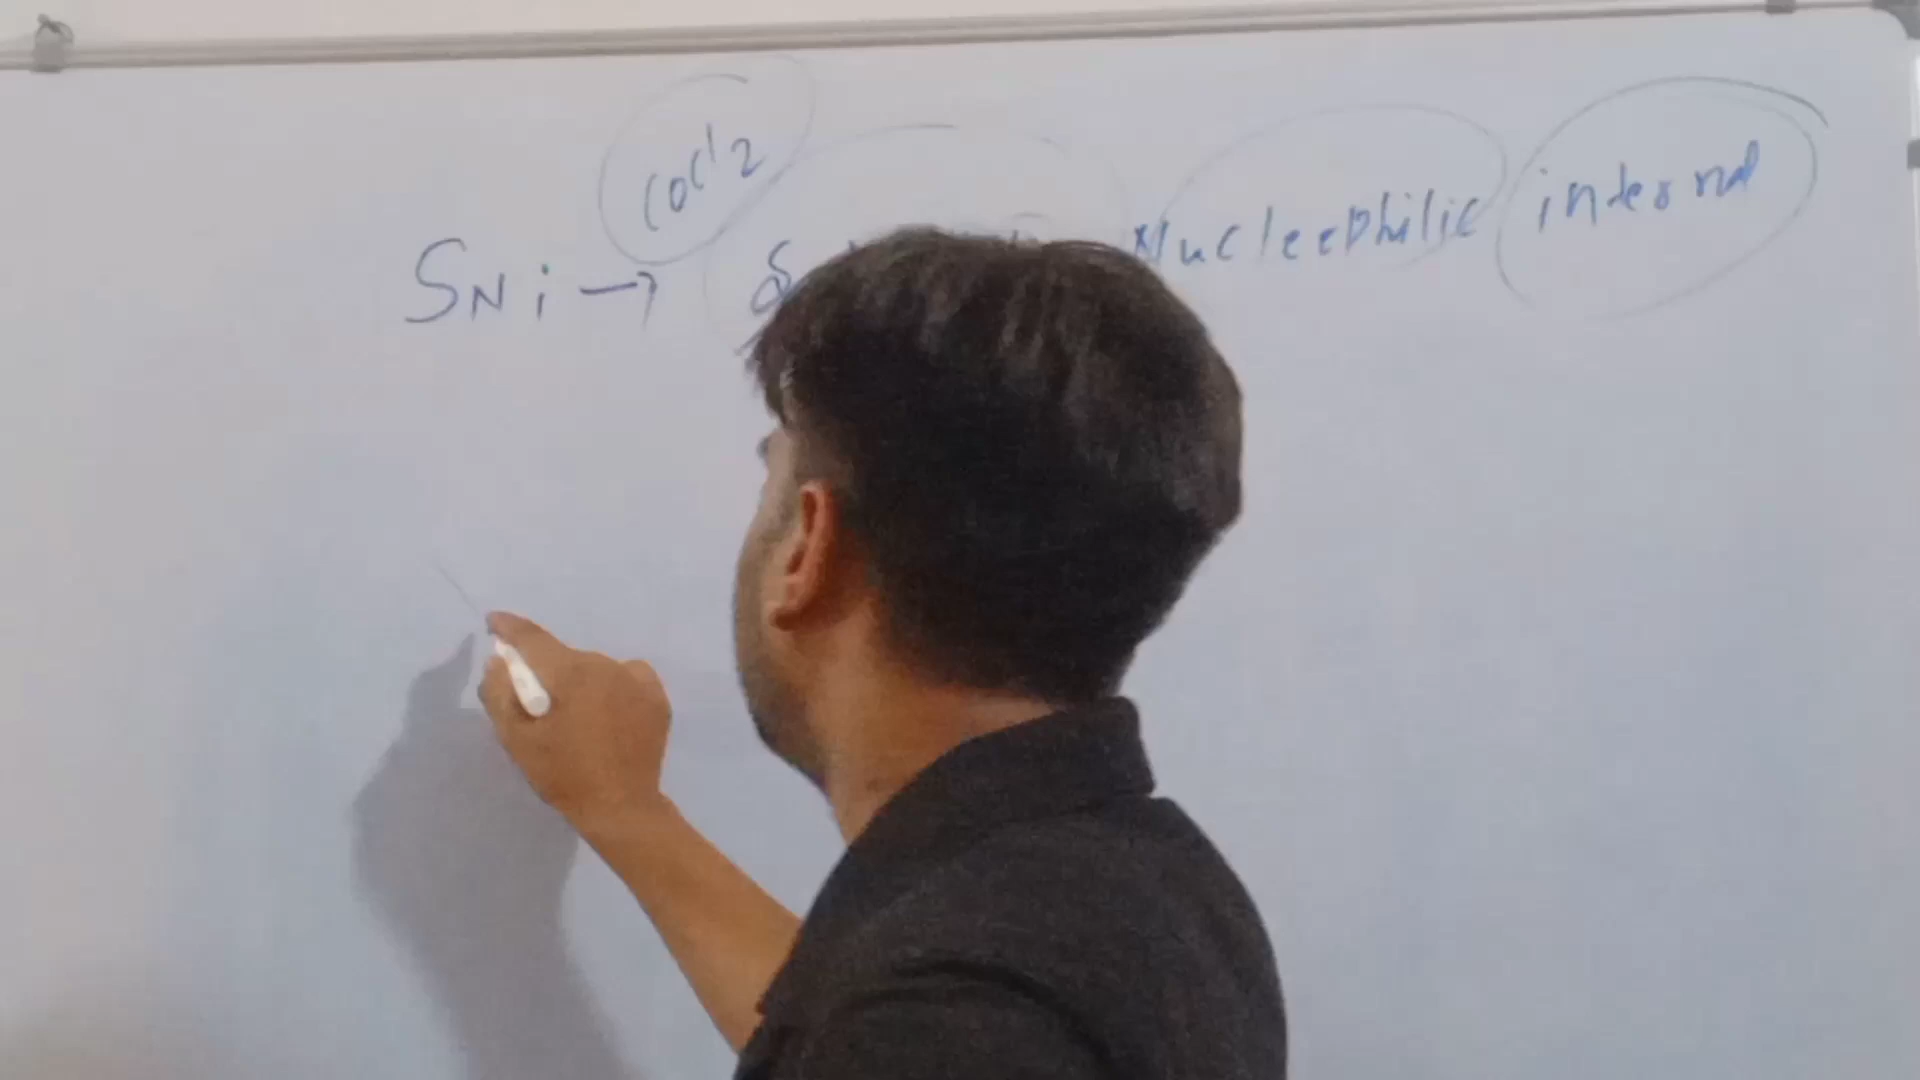 COCl2
SNi → Nucleophilic internal